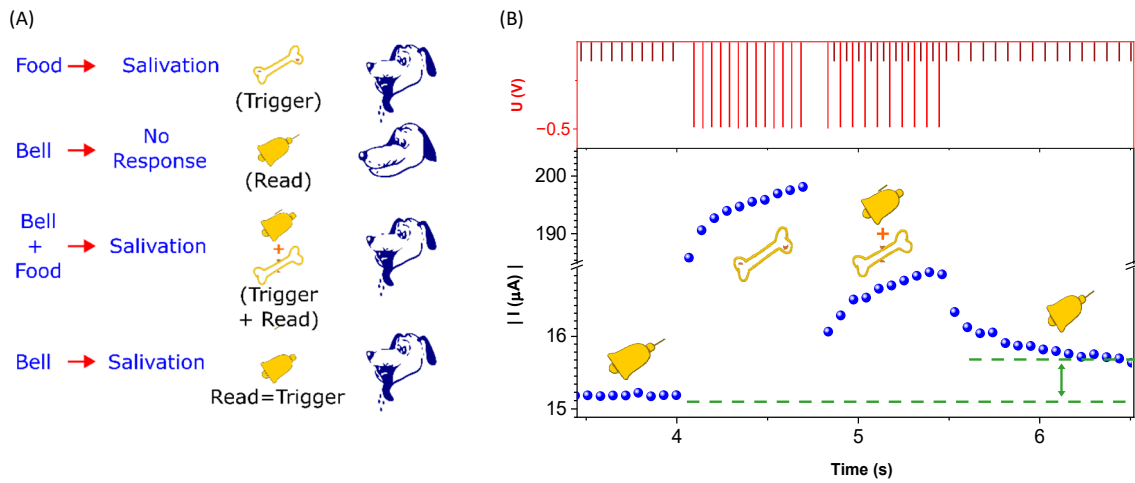 (A)
Food Salivation
(Trigger)
Bell No
Response
(Read)
Bell
+
Food
Salivation
(Trigger
+ Read)
Bell Salivation
Read=Trigger
(B)
U (V)
−0.5
200
190
16
15
| I (µA) |
4 5 6
Time (s)